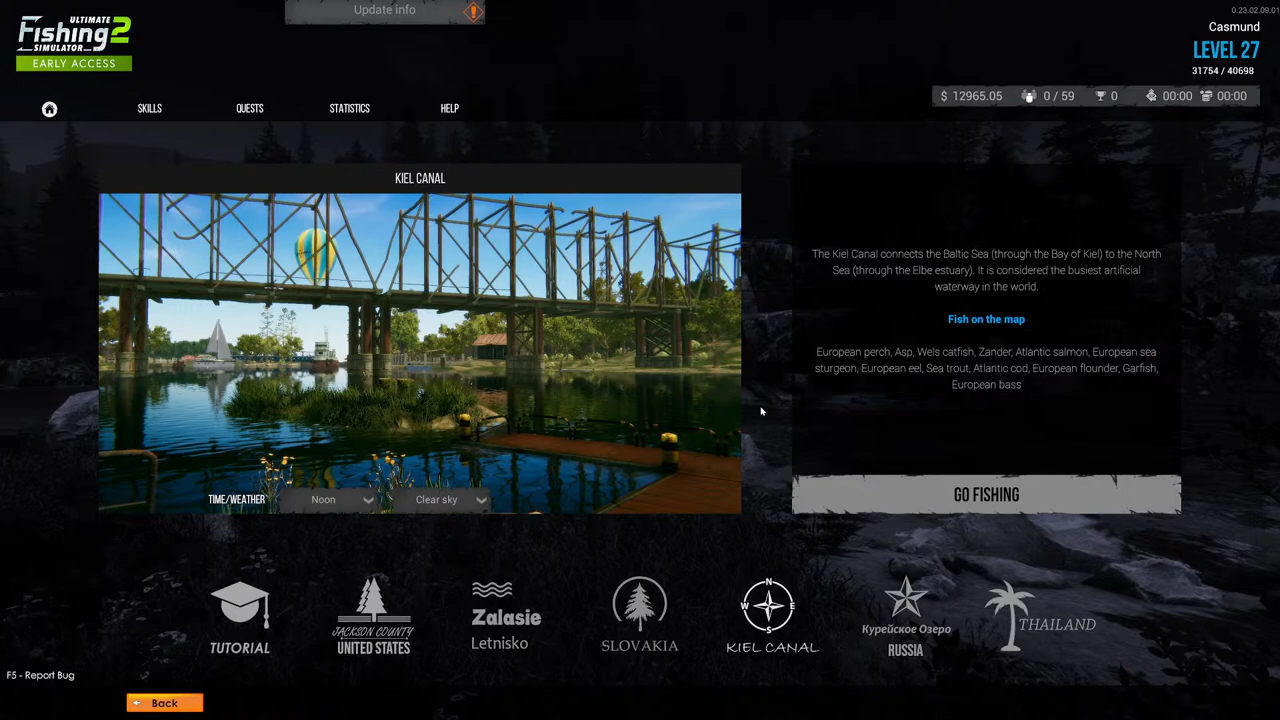 0.23.02.09.01
Update info
ULTIMATE
Fishing 2
SIMULATOR
EARLY ACCESS
Casmund
LEVEL 27
31754 / 40698
$ 12965.05 0 / 59 0 00:00 00:00
SKILLS QUESTS STATISTICS HELP
KIEL CANAL
The Kiel Canal connects the Baltic Sea (through the Bay of Kiel) to the North
Sea (through the Elbe estuary). It is considered the busiest artificial
waterway in the world.
Fish on the map
European perch, Asp, Wels catfish, Zander, Atlantic salmon, European sea
sturgeon, European eel, Sea trout, Atlantic cod, European flounder, Garfish,
European bass
TIME/WEATHER Noon Clear sky
GO FISHING
TUTORIAL
JACKSON COUNTY
UNITED STATES
Zalasie
Letnisko
SLOVAKIA
N
W E
S
KIEL CANAL
Курейское Озеро
RUSSIA
THAILAND
F5 - Report Bug
Back